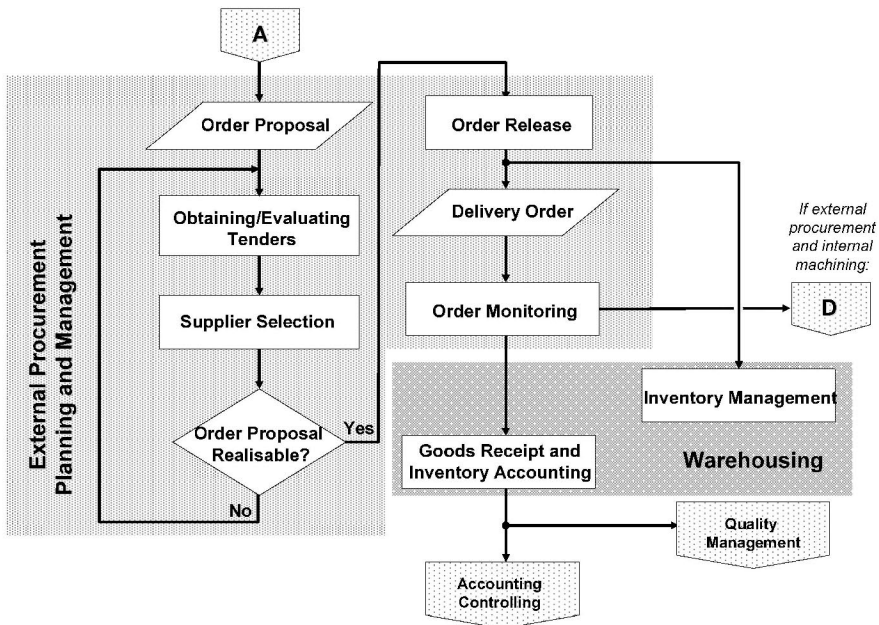 A
Order Proposal
Obtaining/Evaluating
Tenders
Supplier Selection
Order Proposal
Realisable?
Yes
No
External Procurement
Planning and Management
Order Release
Delivery Order
Order Monitoring
If external
procurement
and internal
machining:
D
Inventory Management
Goods Receipt and
Inventory Accounting
Warehousing
Quality
Management
Accounting
Controlling